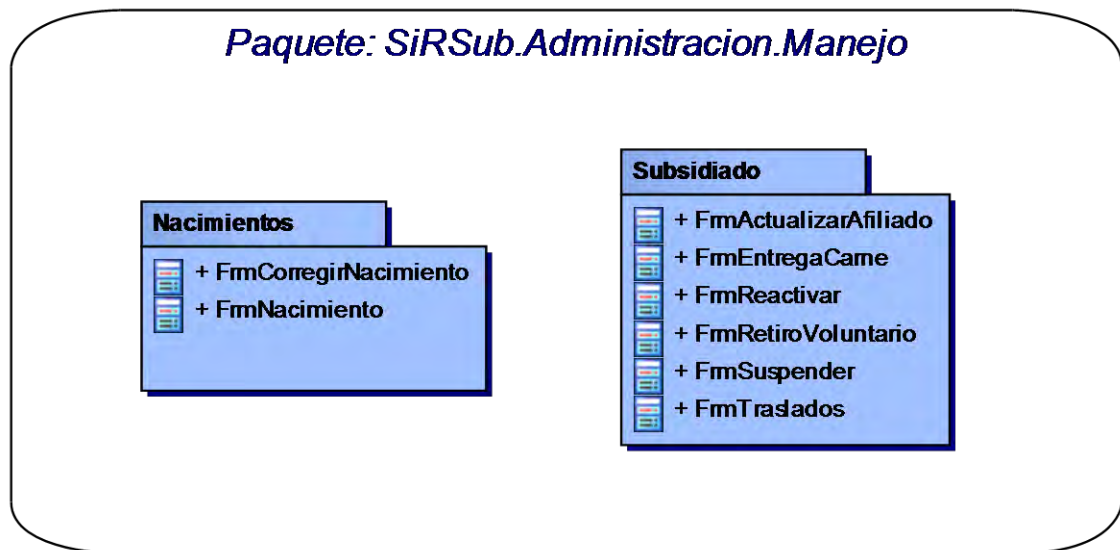 Paquete: SiRSub.Administracion.Manejo
Nacimientos
+ FrmCorregirNacimiento
+ FrmNacimiento
Subsidiado
+ FrmActualizarAfiliado
+ FrmEntregaCarne
+ FrmReactivar
+ FrmRetiroVoluntario
+ FrmSuspender
+ FrmTraslados